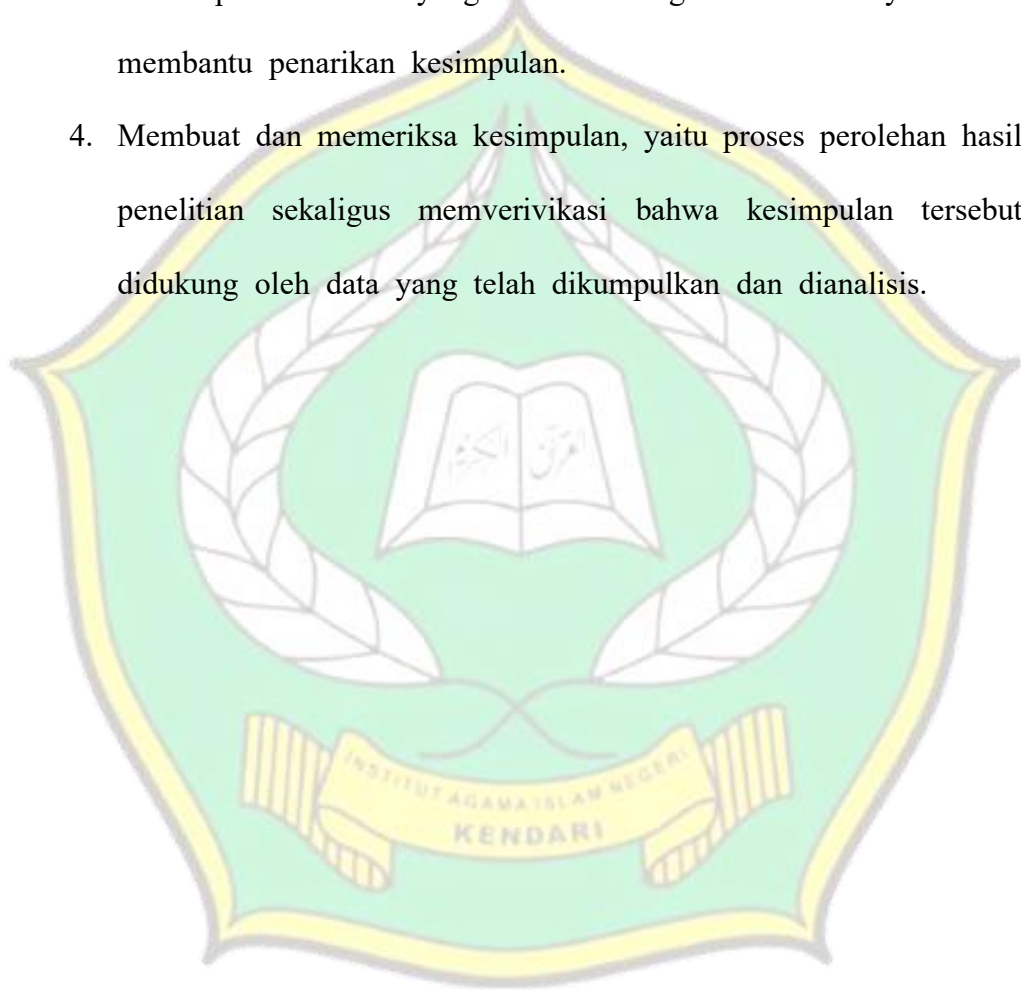 membantu penarikan kesimpulan.
4. Membuat dan memeriksa kesimpulan, yaitu proses perolehan hasil
penelitian sekaligus memverivikasi bahwa kesimpulan tersebut
didukung oleh data yang telah dikumpulkan dan dianalisis.
INSTITUT AGAMA ISLAM NEGERI
KENDARI